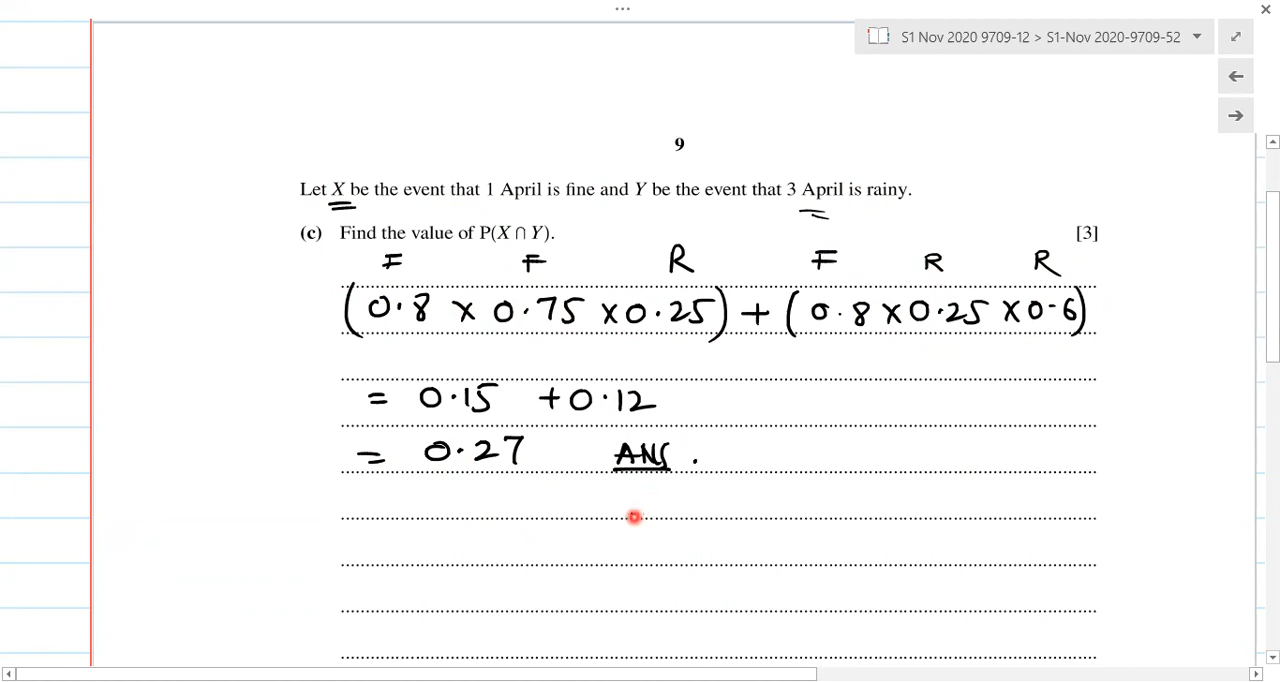 S1 Nov 2020 9709-12 > S1-Nov 2020-9709-52
9
Let X be the event that 1 April is fine and Y be the event that 3 April is rainy.
(c) Find the value of P(X ∩ Y). [3]
F F R F R R
(0.8 × 0.75 × 0.25) + (0.8 × 0.25 × 0.6)
= 0.15 + 0.12
= 0.27 ANS.